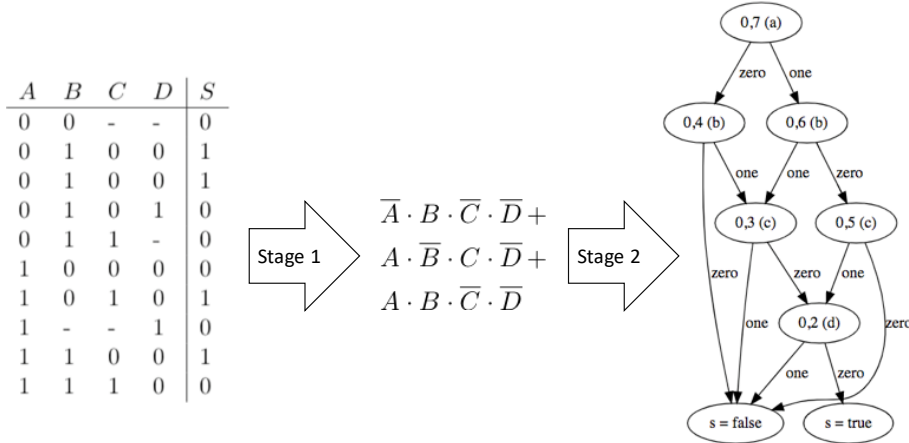 A B C D S
0 0 - - 0
0 1 0 0 1
0 1 0 0 1
0 1 0 1 0
0 1 1 - 0
1 0 0 0 0
1 0 1 0 1
1 - - 1 0
1 1 0 0 1
1 1 1 0 0
Stage 1
A̅ · B · C̅ · D̅ +
A · B̅ · C · D̅ +
A · B · C̅ · D̅
Stage 2
0,7 (a)
zero one
0,4 (b) 0,6 (b)
one one zero
0,3 (c) 0,5 (c)
zero zero one
one 0,2 (d) zero
one zero
s = false s = true